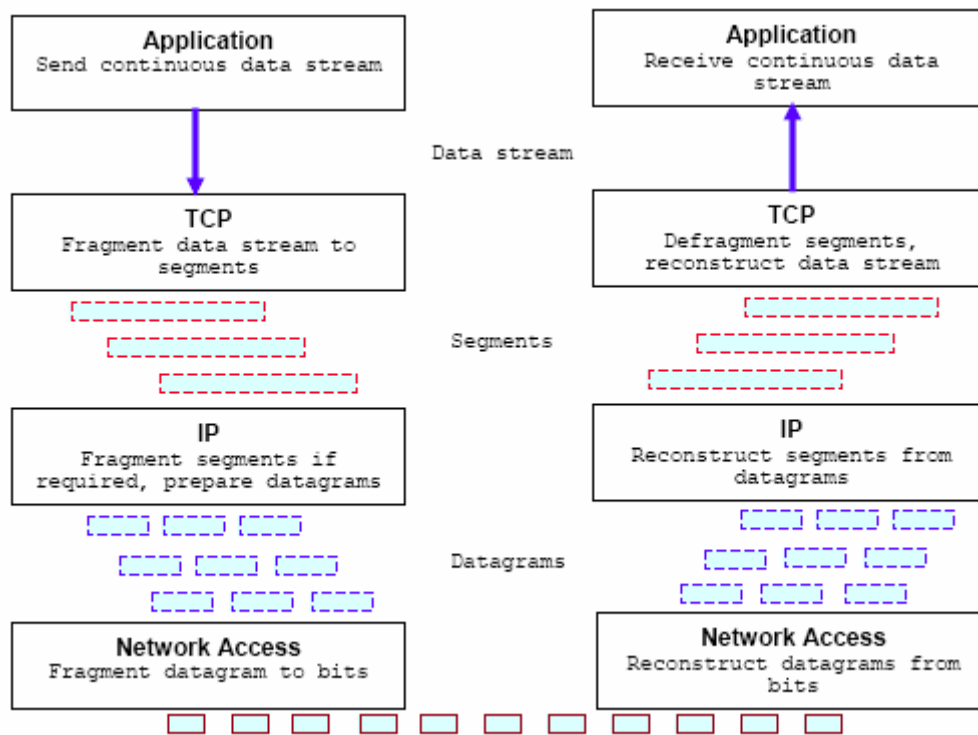 Application
Send continuous data stream
TCP
Fragment data stream to
segments
IP
Fragment segments if
required, prepare datagrams
Network Access
Fragment datagram to bits
Data stream
Segments
Datagrams
Application
Receive continuous data
stream
TCP
Defragment segments,
reconstruct data stream
IP
Reconstruct segments from
datagrams
Network Access
Reconstruct datagrams from
bits